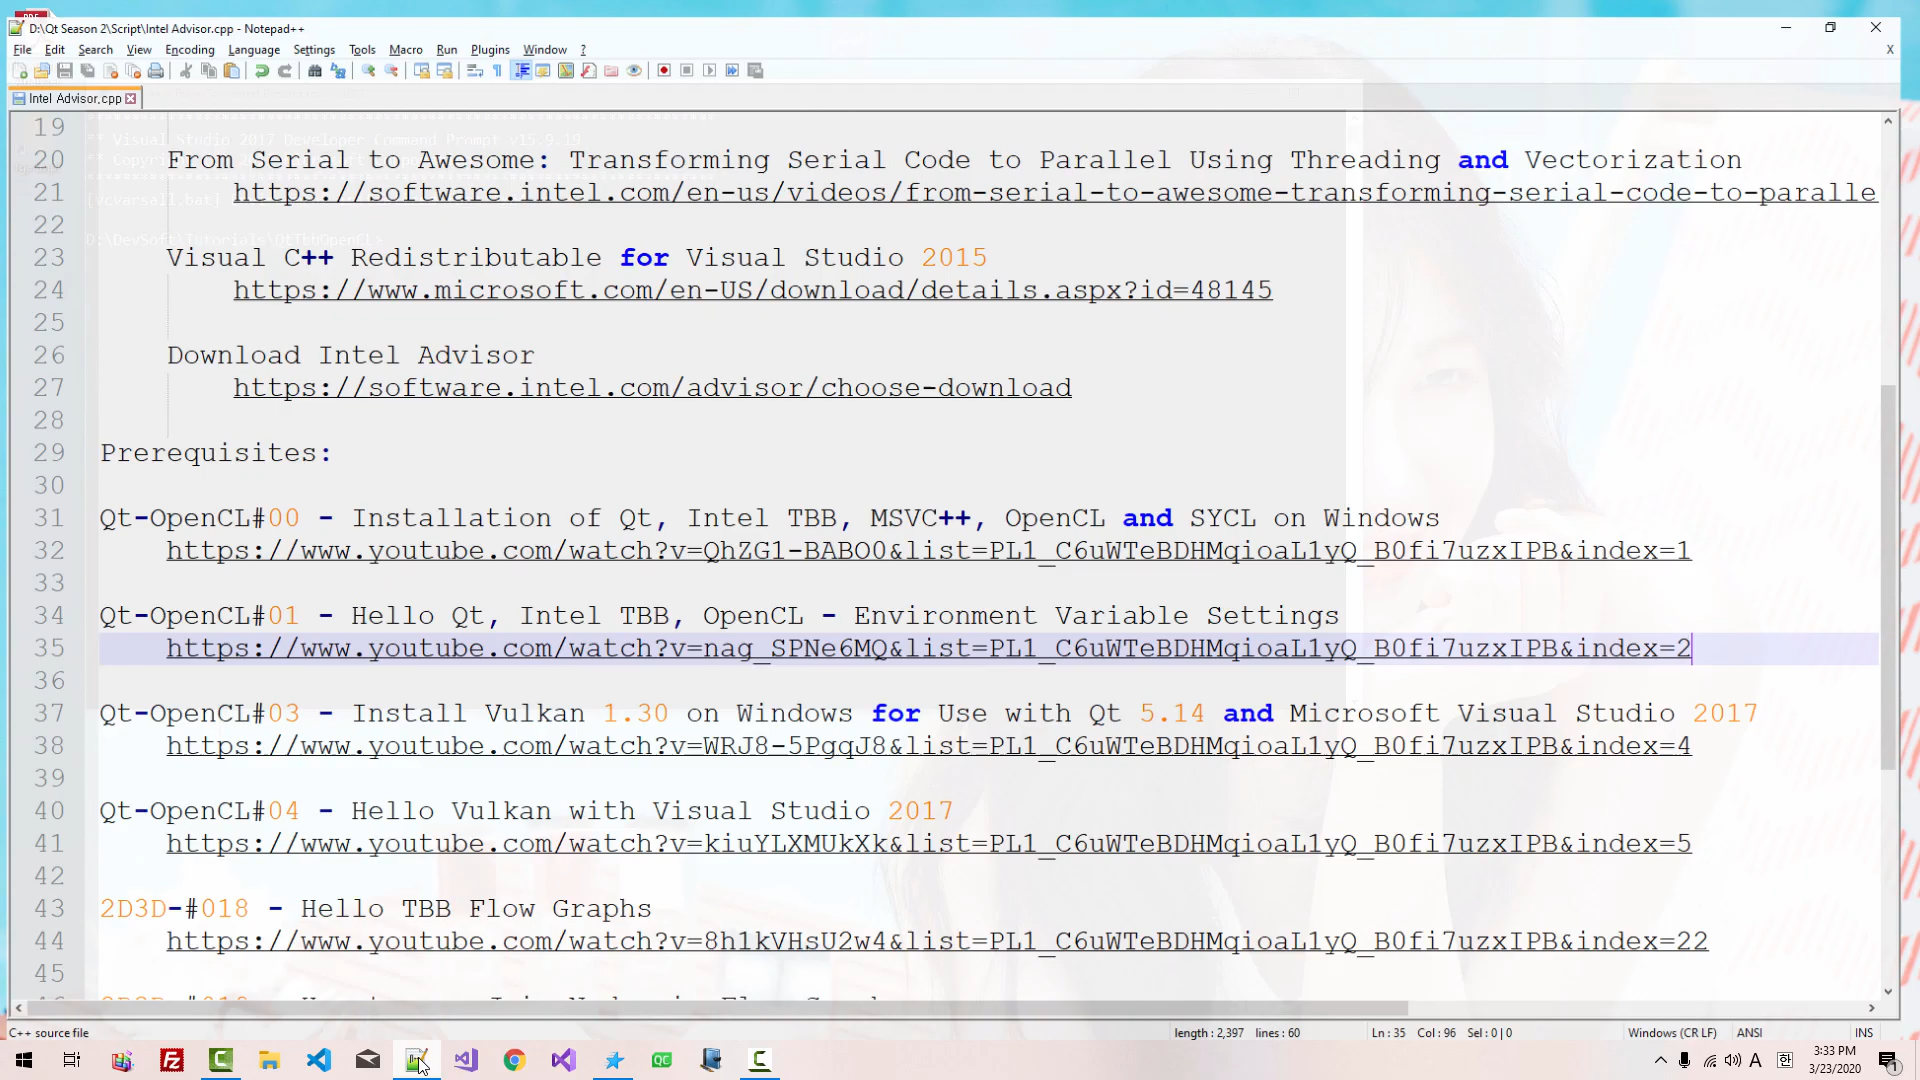 D:\Qt Season 2\Script\Intel Advisor.cpp - Notepad++
File Edit Search View Encoding Language Settings Tools Macro Run Plugins Window ?
Intel Advisor.cpp
19
20 From Serial to Awesome: Transforming Serial Code to Parallel Using Threading and Vectorization
21 https://software.intel.com/en-us/videos/from-serial-to-awesome-transforming-serial-code-to-paralle
22
23 Visual C++ Redistributable for Visual Studio 2015
24 https://www.microsoft.com/en-US/download/details.aspx?id=48145
25
26 Download Intel Advisor
27 https://software.intel.com/advisor/choose-download
28
29 Prerequisites:
30
31 Qt-OpenCL#00 - Installation of Qt, Intel TBB, MSVC++, OpenCL and SYCL on Windows
32 https://www.youtube.com/watch?v=QhZG1-BABO0&list=PL1_C6uWTeBDHMqioaL1yQ_B0fi7uzxIPB&index=1
33
34 Qt-OpenCL#01 - Hello Qt, Intel TBB, OpenCL - Environment Variable Settings
35 https://www.youtube.com/watch?v=nag_SPNe6MQ&list=PL1_C6uWTeBDHMqioaL1yQ_B0fi7uzxIPB&index=2
36
37 Qt-OpenCL#03 - Install Vulkan 1.30 on Windows for Use with Qt 5.14 and Microsoft Visual Studio 2017
38 https://www.youtube.com/watch?v=WRJ8-5PgqJ8&list=PL1_C6uWTeBDHMqioaL1yQ_B0fi7uzxIPB&index=4
39
40 Qt-OpenCL#04 - Hello Vulkan with Visual Studio 2017
41 https://www.youtube.com/watch?v=kiuYLXMUkXk&list=PL1_C6uWTeBDHMqioaL1yQ_B0fi7uzxIPB&index=5
42
43 2D3D-#018 - Hello TBB Flow Graphs
44 https://www.youtube.com/watch?v=8h1kVHsU2w4&list=PL1_C6uWTeBDHMqioaL1yQ_B0fi7uzxIPB&index=22
45
C++ source file length : 2,397 lines : 60 Ln : 35 Col : 96 Sel : 0 | 0 Windows (CR LF) ANSI INS
A 한 3:33 PM
3/23/2020